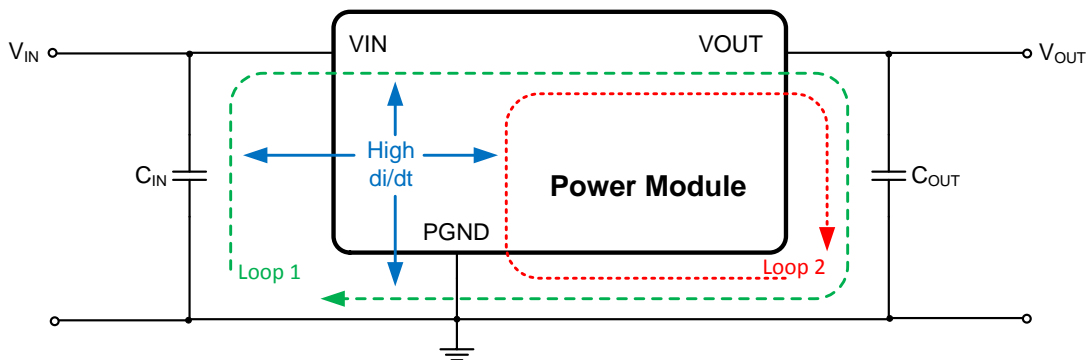 VIN
VIN
VOUT
VOUT
High
di/dt
CIN
Power Module
COUT
PGND
Loop 1
Loop 2